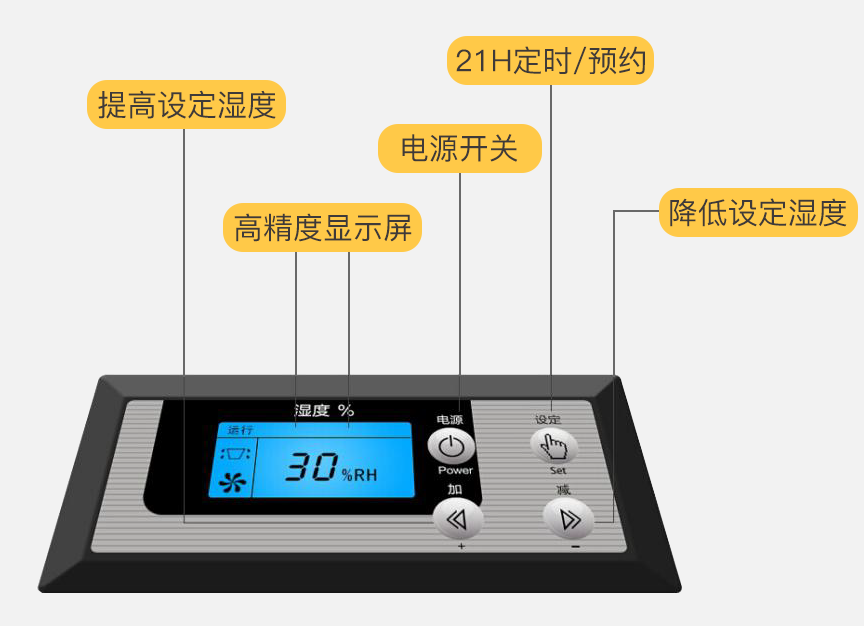 21H定时/预约
提高设定湿度
电源开关
降低设定湿度
高精度显示屏
湿度 %
电源
设定
运行
30%RH
Power
Set
加
减
+
−